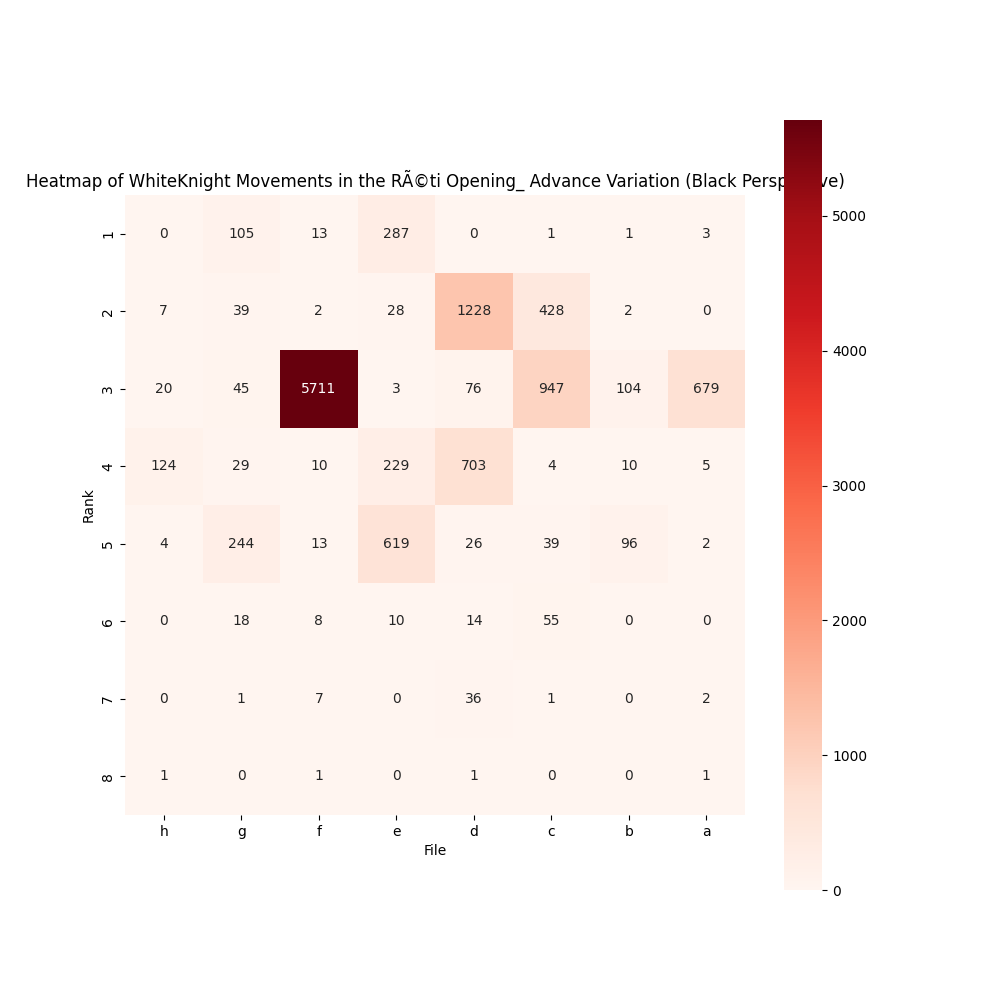 Heatmap of WhiteKnight Movements in the RÃ©ti Opening_ Advance Variation (Black Perspective)
1 0 105 13 287 0 1 1 3
2 7 39 2 28 1228 428 2 0
3 20 45 5711 3 76 947 104 679
4 124 29 10 229 703 4 10 5
5 4 244 13 619 26 39 96 2
6 0 18 8 10 14 55 0 0
7 0 1 7 0 36 1 0 2
8 1 0 1 0 1 0 0 1
h g f e d c b a
File
Rank
5000
4000
3000
2000
1000
0